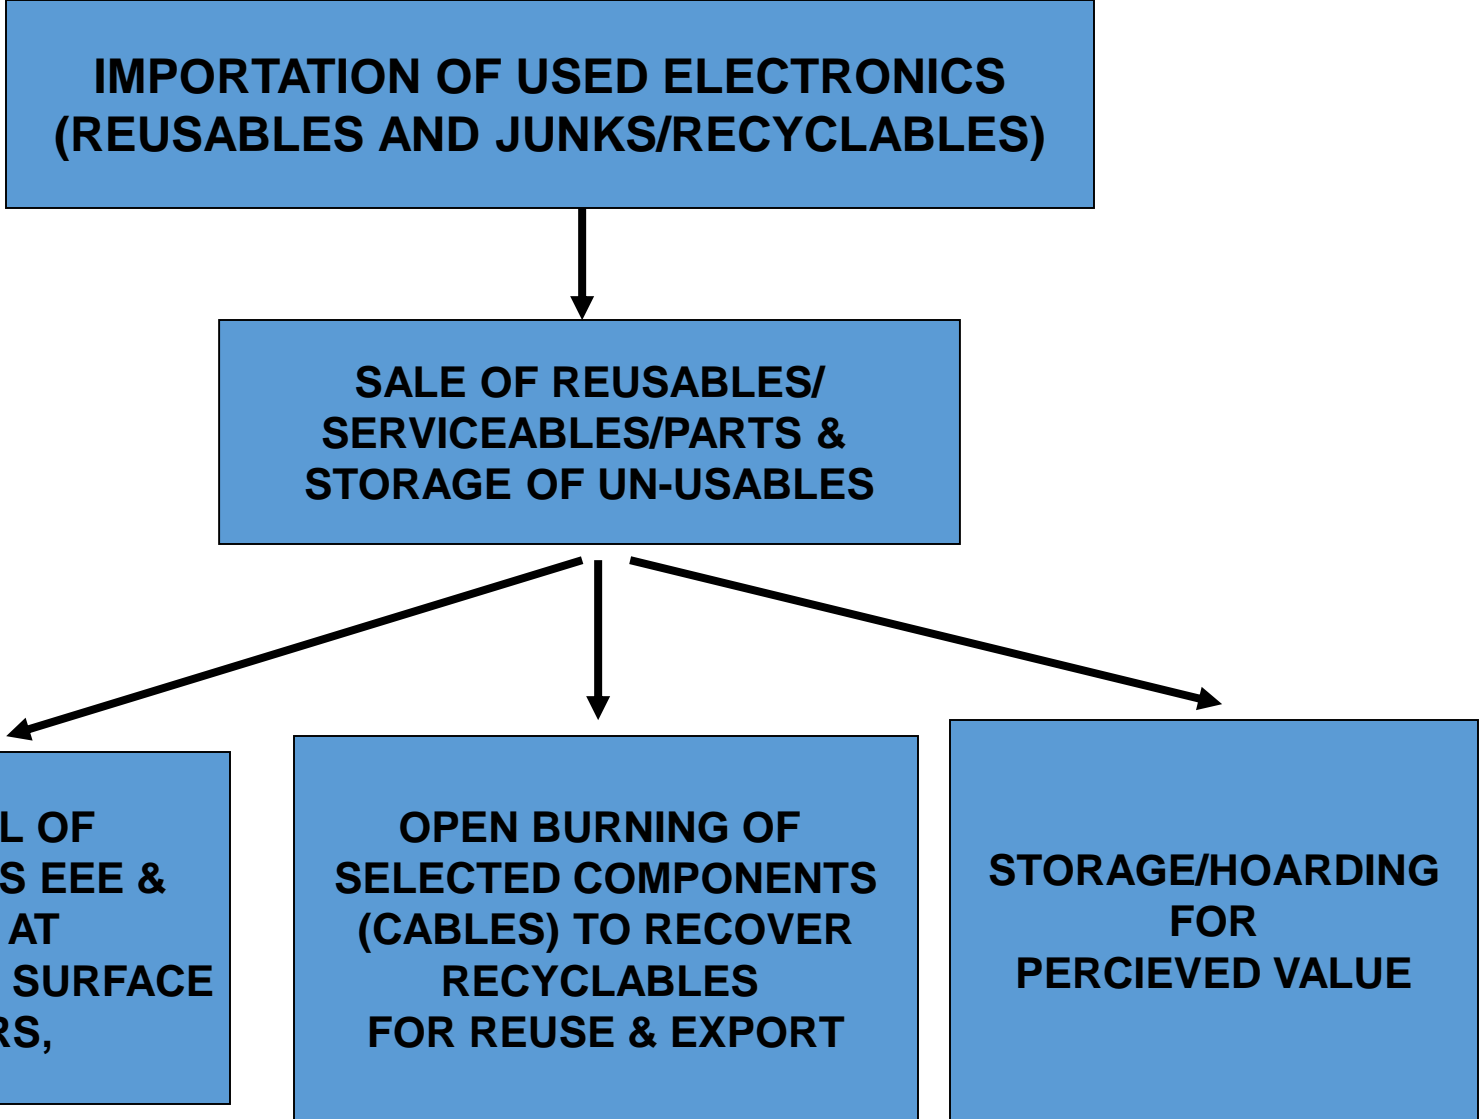 IMPORTATION OF USED ELECTRONICS
(REUSABLES AND JUNKS/RECYCLABLES)
SALE OF REUSABLES/
SERVICEABLES/PARTS &
STORAGE OF UN-USABLES
OF
EEE &
AT
SURFACE
OPEN BURNING OF
SELECTED COMPONENTS
(CABLES) TO RECOVER
RECYCLABLES
FOR REUSE & EXPORT
STORAGE/HOARDING
FOR
PERCIEVED VALUE